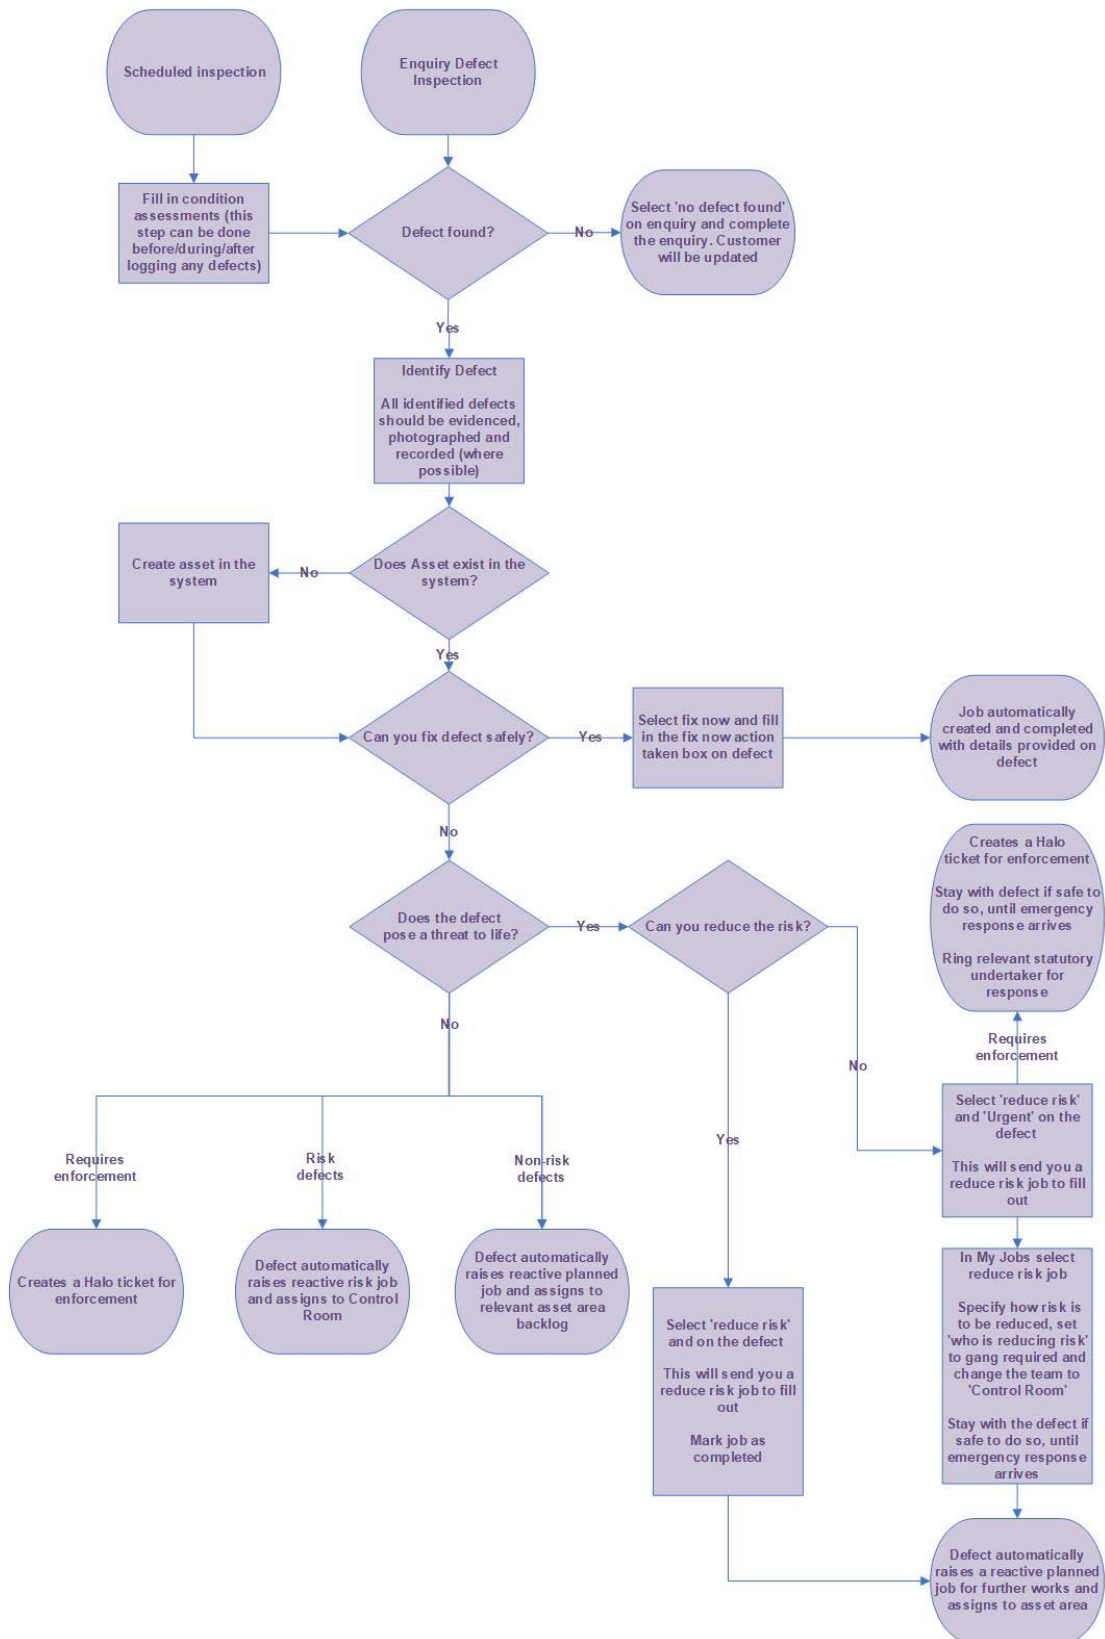 Scheduled inspection
Enquiry Defect
Inspection
Fill in condition
assessments (this
step can be done
before/during/after
logging any defects)
Defect found?
No
Select 'no defect found'
on enquiry and complete
the enquiry. Customer
will be updated
Yes
Identify Defect
All identified defects
should be evidenced,
photographed and
recorded (where
possible)
Create asset in the
system
No
Does Asset exist in the
system?
Yes
Can you fix defect safely?
Yes
Select fix now and fill
in the fix now action
taken box on defect
Job automatically
created and completed
with details provided on
defect
No
Does the defect
pose a threat to life?
Yes
Can you reduce the risk?
Creates a Halo
ticket for enforcement
Stay with defect if safe to
do so, until emergency
response arrives
Ring relevant statutory
undertaker for
response
No
Requires
enforcement
No
Select 'reduce risk'
and 'Urgent' on the
defect
This will send you a
reduce risk job to fill
out
Yes
Requires
enforcement
Risk
defects
Non-risk
defects
Creates a Halo ticket for
enforcement
Defect automatically
raises reactive risk job
and assigns to Control
Room
Defect automatically
raises reactive planned
job and assigns to
relevant asset area
backlog
Select 'reduce risk'
and on the defect
This will send you a
reduce risk job to fill
out
Mark job as
completed
In My Jobs select
reduce risk job
Specify how risk is
to be reduced, set
'who is reducing risk'
to gang required and
change the team to
'Control Room'
Stay with the defect if
safe to do so, until
emergency response
arrives
Defect automatically
raises a reactive planned
job for further works and
assigns to asset area